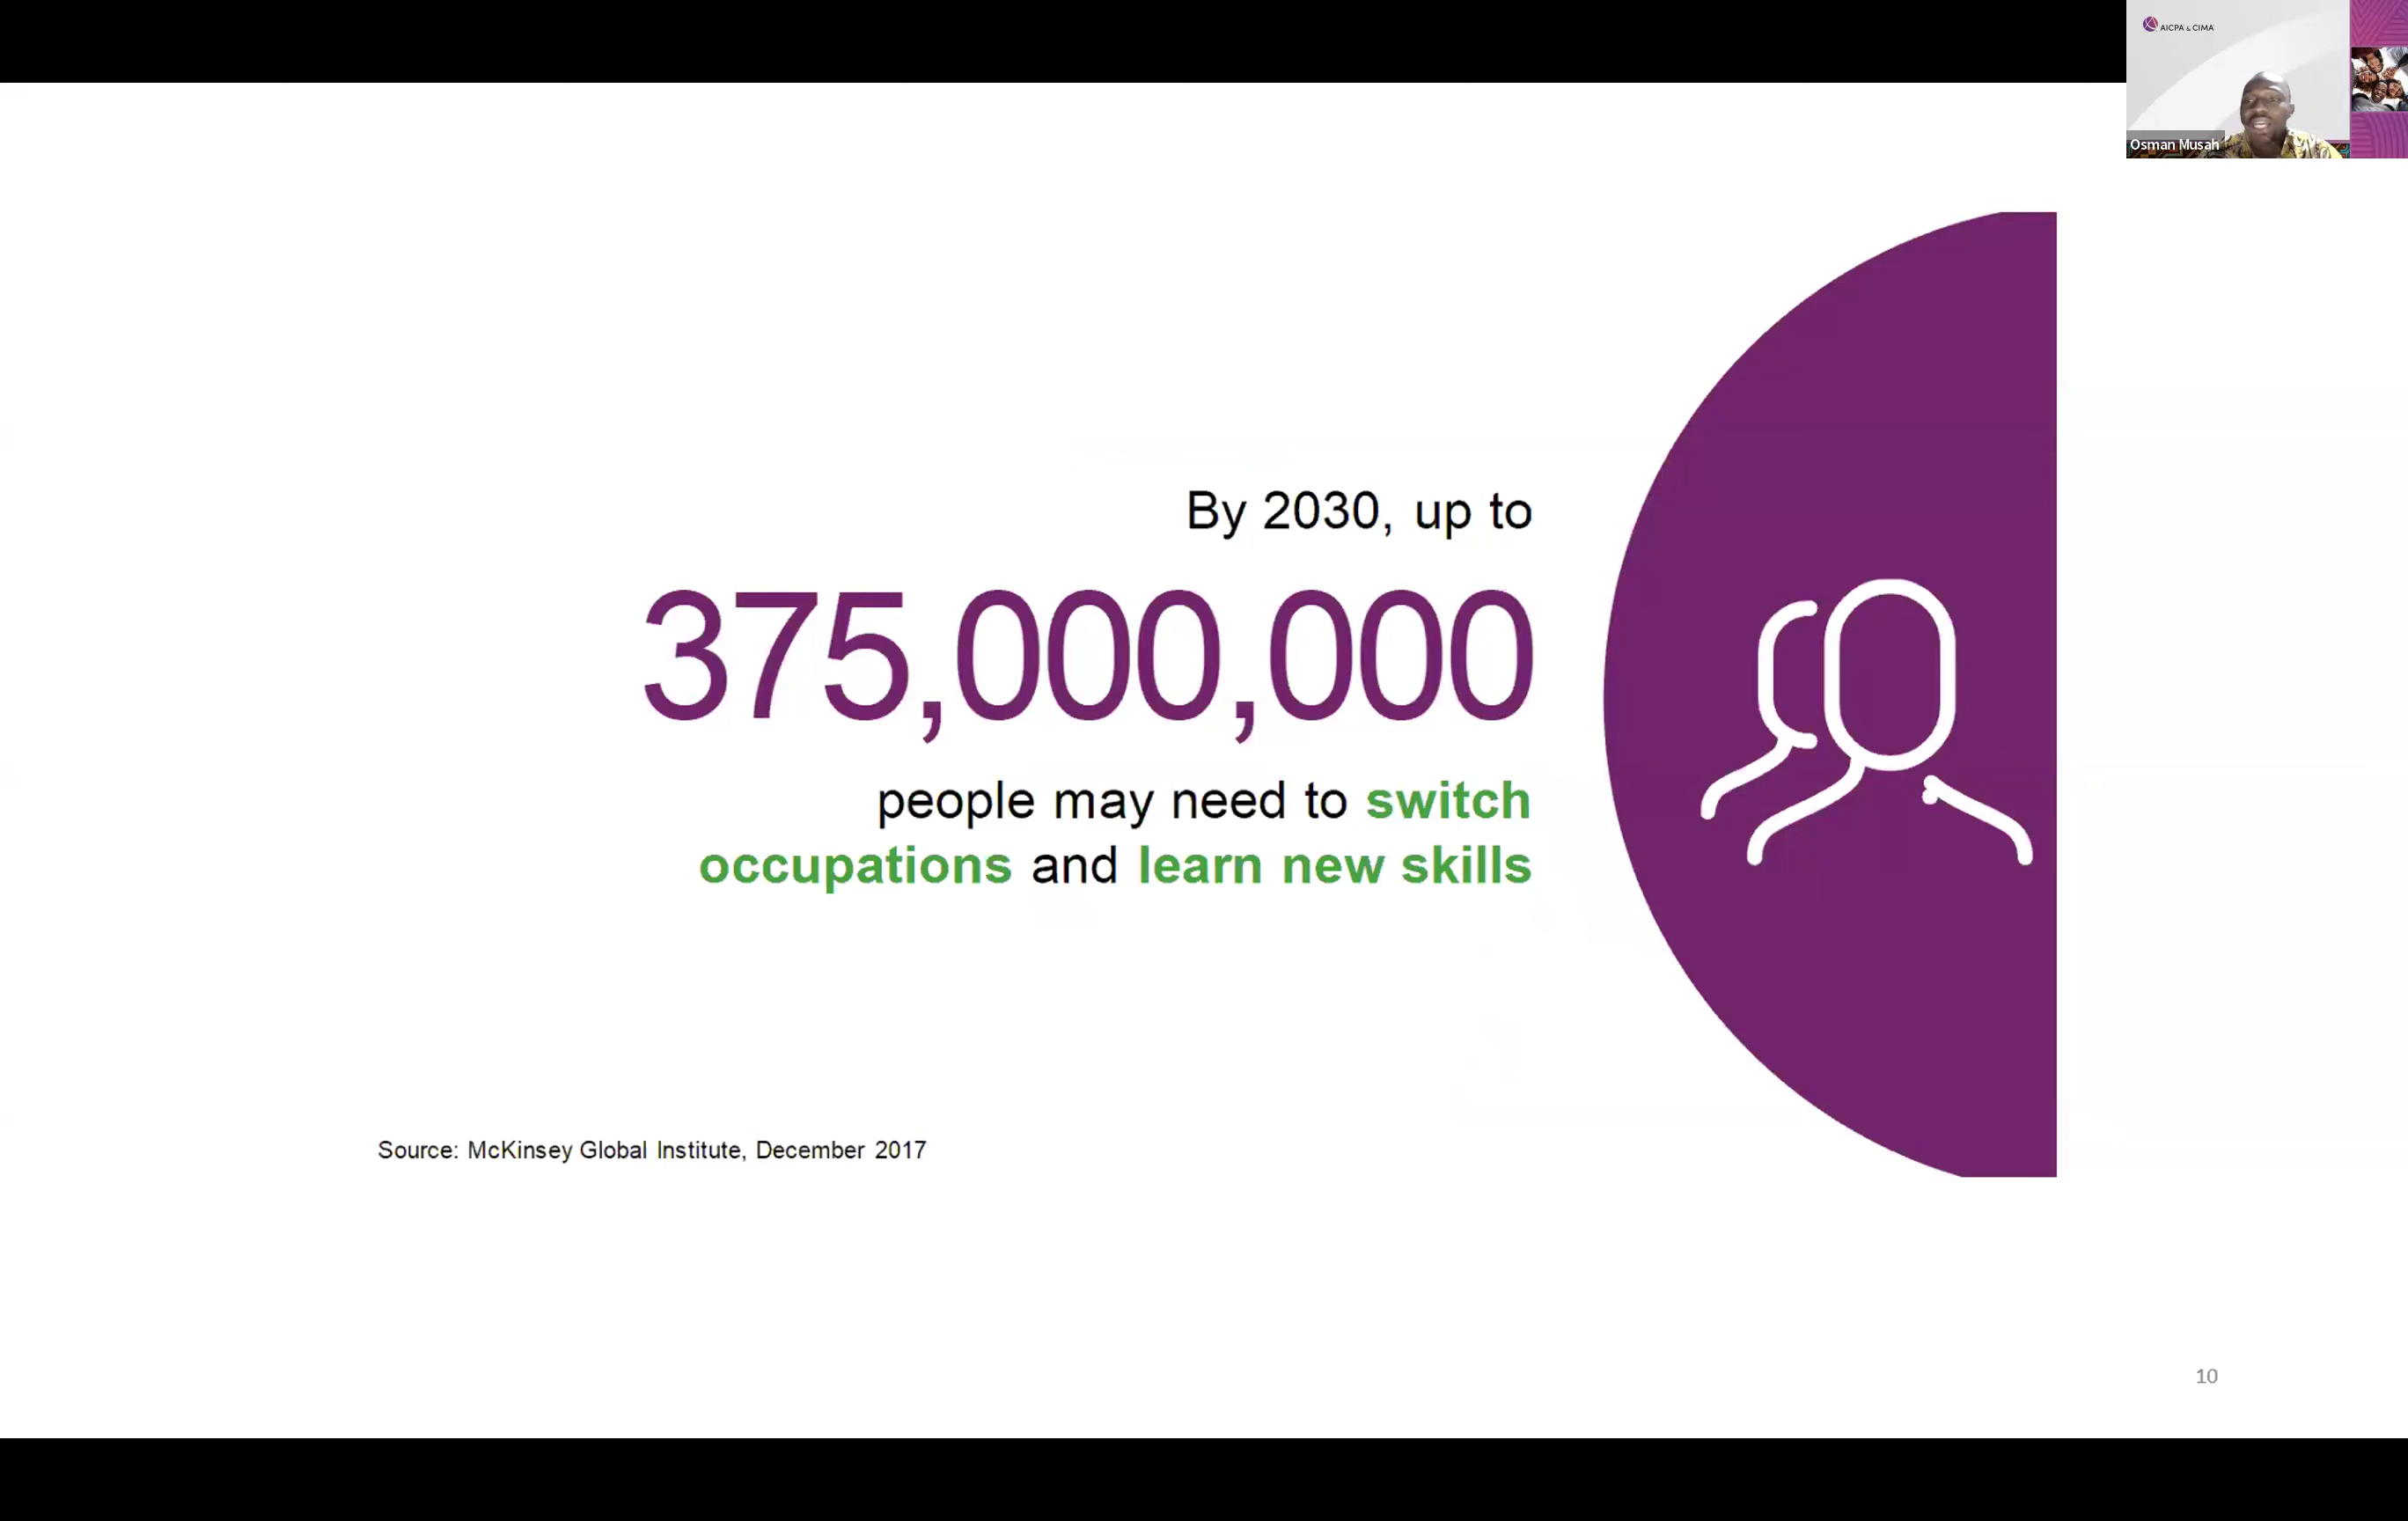 AICPA & CIMA
Osman Musah
By 2030, up to
375,000,000
people may need to switch
occupations and learn new skills
Source: McKinsey Global Institute, December 2017
10